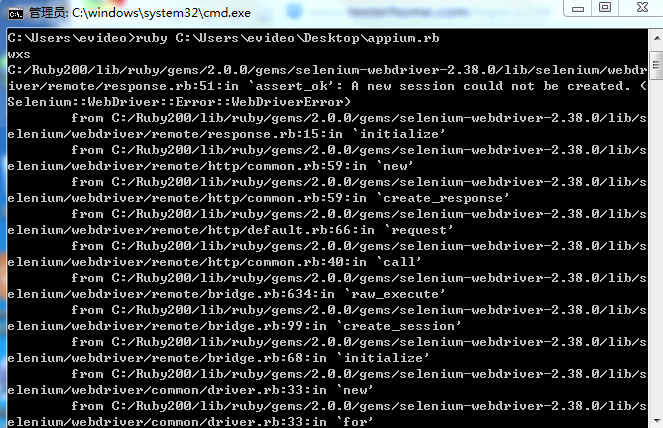 管理员: C:\windows\system32\cmd.exe
C:\Users\evideo>ruby C:\Users\evideo\Desktop\appium.rb
wxs
C:/Ruby200/lib/ruby/gems/2.0.0/gems/selenium-webdriver-2.38.0/lib/selenium/webdr
iver/remote/response.rb:51:in `assert_ok': A new session could not be created. (
Selenium::WebDriver::Error::WebDriverError)
        from C:/Ruby200/lib/ruby/gems/2.0.0/gems/selenium-webdriver-2.38.0/lib/s
elenium/webdriver/remote/response.rb:15:in `initialize'
        from C:/Ruby200/lib/ruby/gems/2.0.0/gems/selenium-webdriver-2.38.0/lib/s
elenium/webdriver/remote/http/common.rb:59:in `new'
        from C:/Ruby200/lib/ruby/gems/2.0.0/gems/selenium-webdriver-2.38.0/lib/s
elenium/webdriver/remote/http/common.rb:59:in `create_response'
        from C:/Ruby200/lib/ruby/gems/2.0.0/gems/selenium-webdriver-2.38.0/lib/s
elenium/webdriver/remote/http/default.rb:66:in `request'
        from C:/Ruby200/lib/ruby/gems/2.0.0/gems/selenium-webdriver-2.38.0/lib/s
elenium/webdriver/remote/http/common.rb:40:in `call'
        from C:/Ruby200/lib/ruby/gems/2.0.0/gems/selenium-webdriver-2.38.0/lib/s
elenium/webdriver/remote/bridge.rb:634:in `raw_execute'
        from C:/Ruby200/lib/ruby/gems/2.0.0/gems/selenium-webdriver-2.38.0/lib/s
elenium/webdriver/remote/bridge.rb:99:in `create_session'
        from C:/Ruby200/lib/ruby/gems/2.0.0/gems/selenium-webdriver-2.38.0/lib/s
elenium/webdriver/remote/bridge.rb:68:in `initialize'
        from C:/Ruby200/lib/ruby/gems/2.0.0/gems/selenium-webdriver-2.38.0/lib/s
elenium/webdriver/common/driver.rb:33:in `new'
        from C:/Ruby200/lib/ruby/gems/2.0.0/gems/selenium-webdriver-2.38.0/lib/s
elenium/webdriver/common/driver.rb:33:in `for'